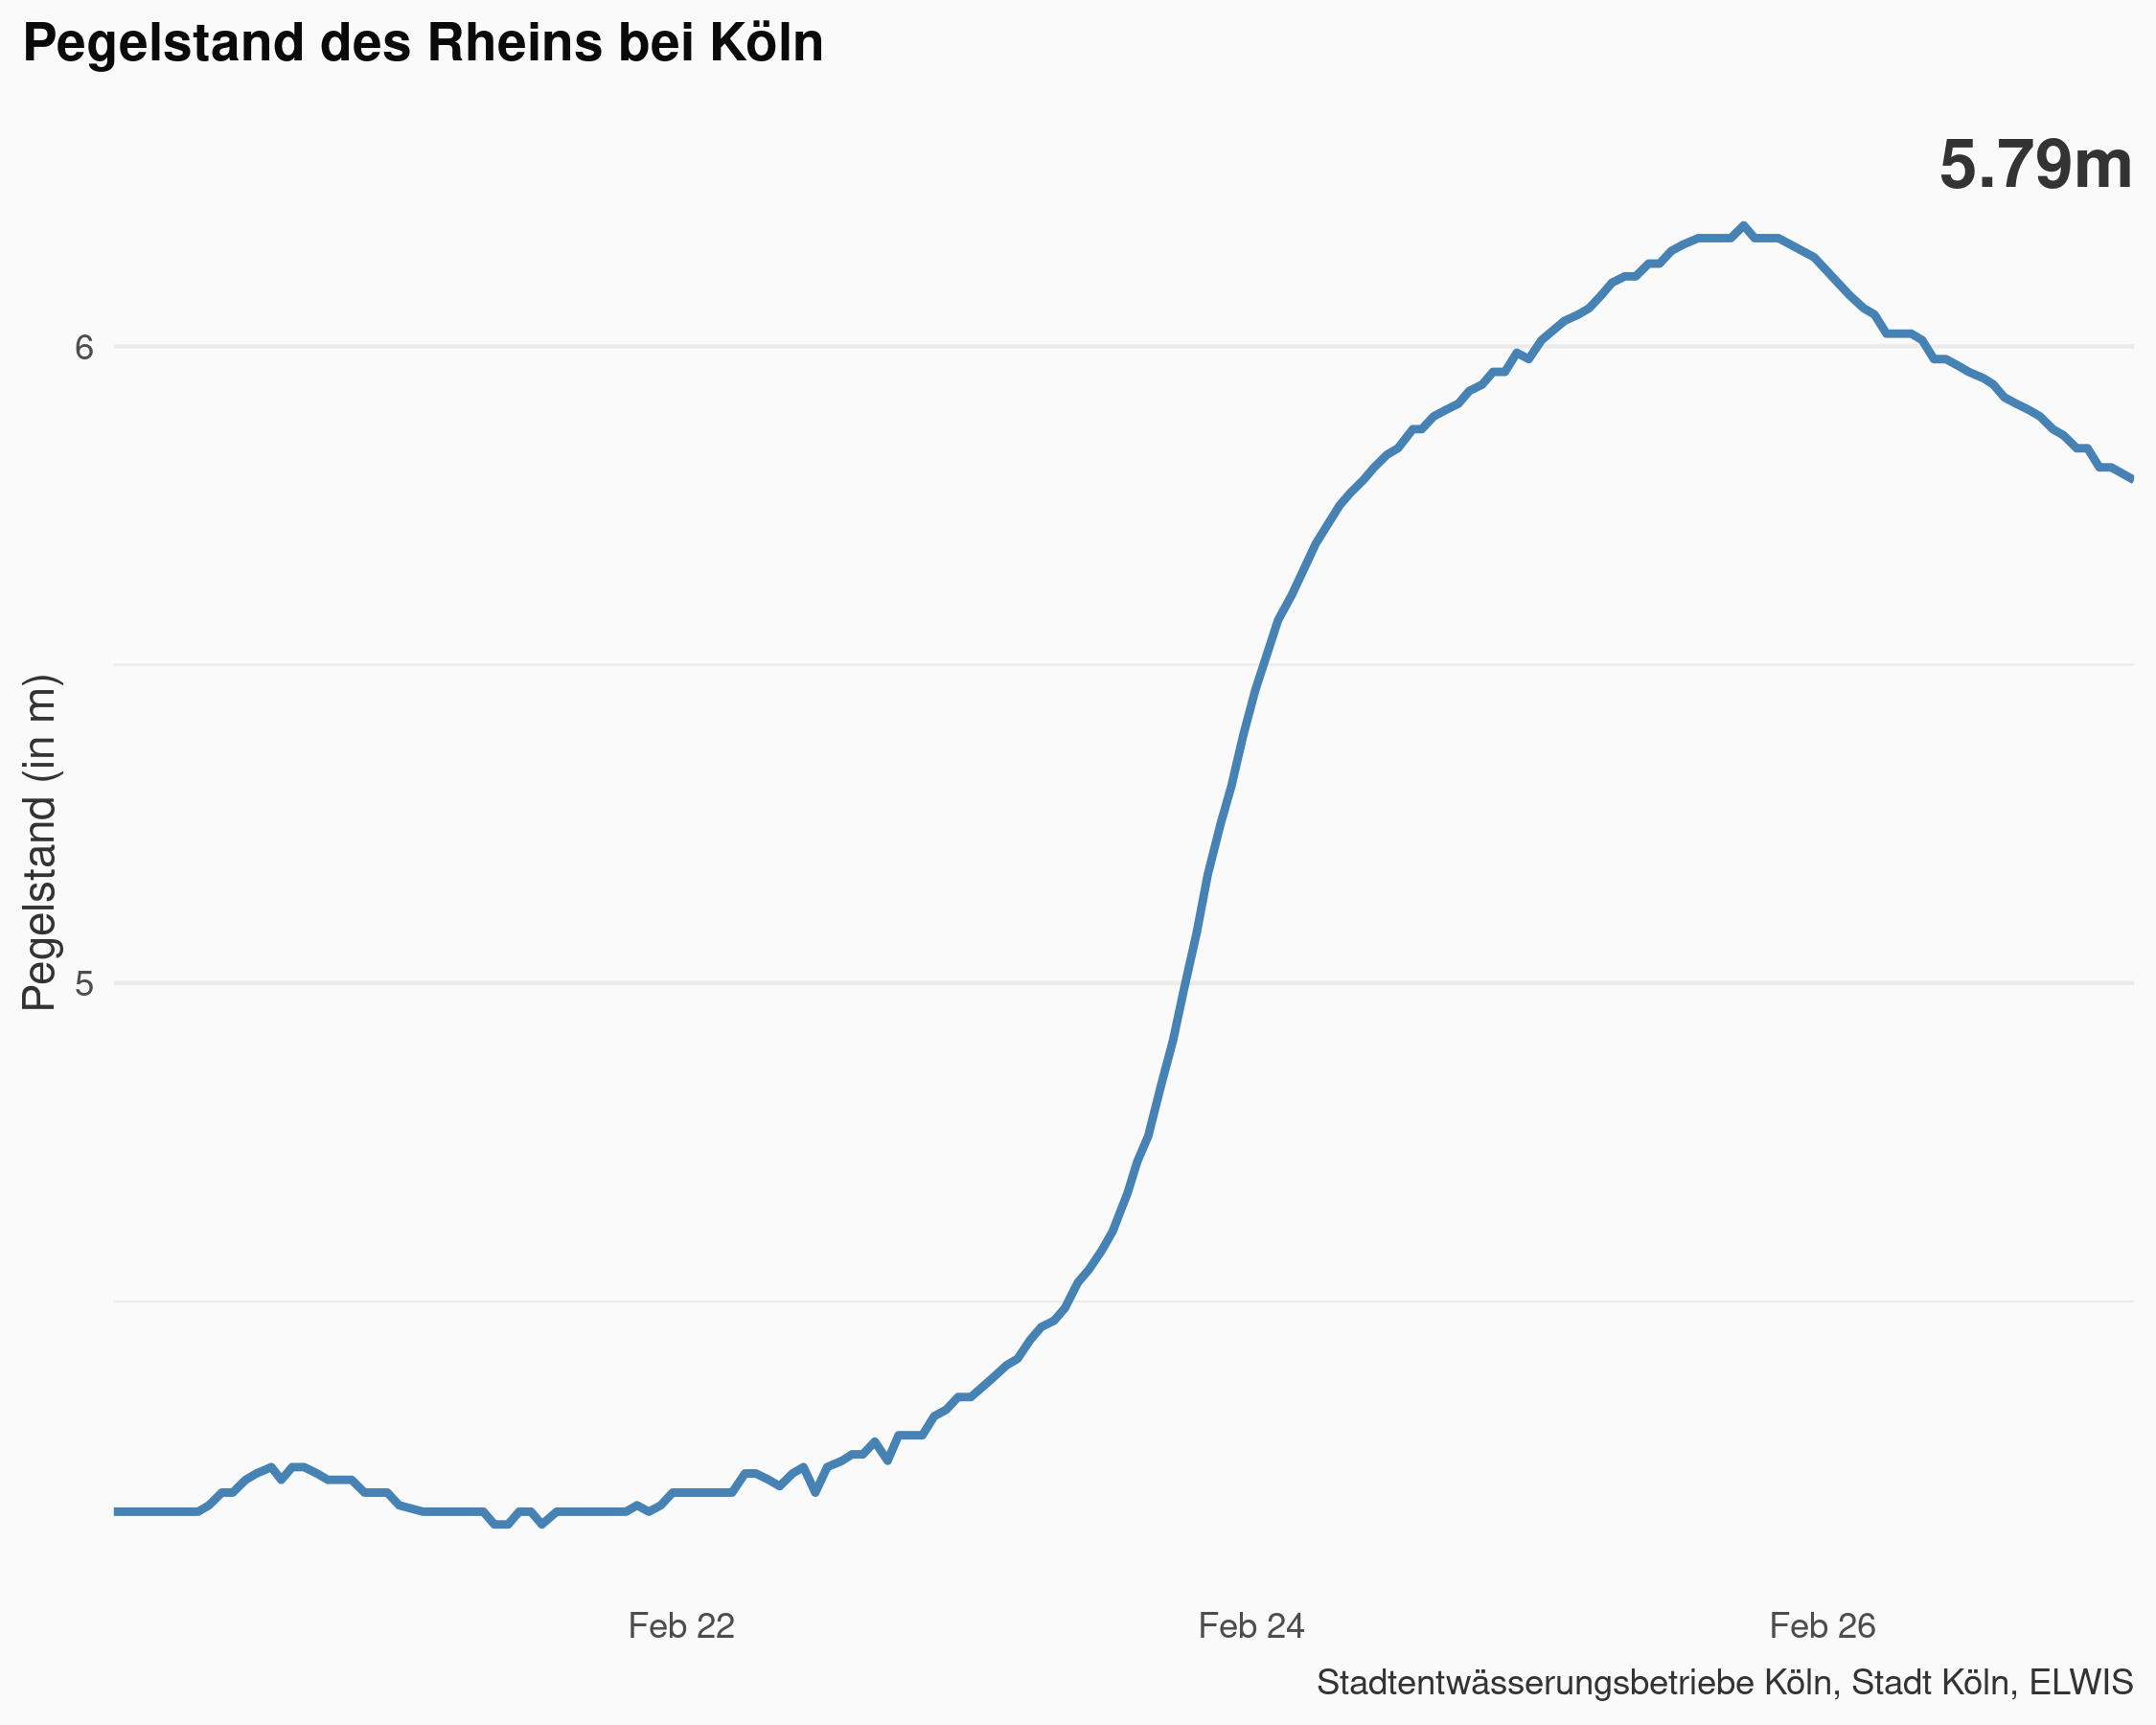 Pegelstand des Rheins bei Köln
5.79m
6
5
Pegelstand (in m)
Feb 22 Feb 24 Feb 26
Stadtentwässerungsbetriebe Köln, Stadt Köln, ELWIS